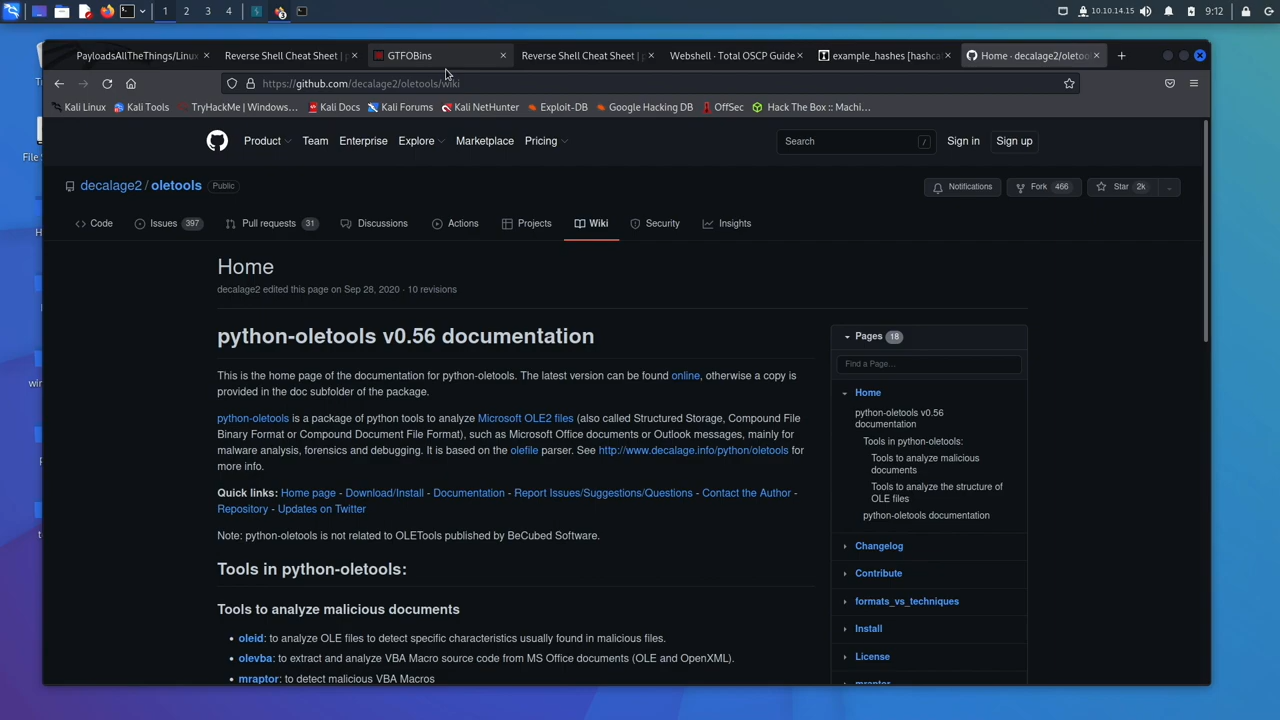 1 2 3 4 3 10.10.14.15 9:12
PayloadsAllTheThings/Linux Reverse Shell Cheat Sheet | p GTFOBins Reverse Shell Cheat Sheet | p Webshell - Total OSCP Guide example_hashes [hashcat Home · decalage2/oletoo
https://github.com/decalage2/oletools/wiki
Kali Linux Kali Tools TryHackMe | Windows… Kali Docs Kali Forums Kali NetHunter Exploit-DB Google Hacking DB OffSec Hack The Box :: Machi…
Product Team Enterprise Explore Marketplace Pricing Search / Sign in Sign up
decalage2 / oletools Public Notifications Fork 466 Star 2k
Code Issues 397 Pull requests 31 Discussions Actions Projects Wiki Security Insights
Home
decalage2 edited this page on Sep 28, 2020 · 10 revisions
python-oletools v0.56 documentation
This is the home page of the documentation for python-oletools. The latest version can be found online, otherwise a copy is
provided in the doc subfolder of the package.
python-oletools is a package of python tools to analyze Microsoft OLE2 files (also called Structured Storage, Compound File
Binary Format or Compound Document File Format), such as Microsoft Office documents or Outlook messages, mainly for
malware analysis, forensics and debugging. It is based on the olefile parser. See http://www.decalage.info/python/oletools for
more info.
Quick links: Home page - Download/Install - Documentation - Report Issues/Suggestions/Questions - Contact the Author -
Repository - Updates on Twitter
Note: python-oletools is not related to OLETools published by BeCubed Software.
Tools in python-oletools:
Tools to analyze malicious documents
• oleid: to analyze OLE files to detect specific characteristics usually found in malicious files.
• olevba: to extract and analyze VBA Macro source code from MS Office documents (OLE and OpenXML).
• mraptor: to detect malicious VBA Macros
Pages 18
Find a Page…
Home
python-oletools v0.56
documentation
Tools in python-oletools:
Tools to analyze malicious
documents
Tools to analyze the structure of
OLE files
python-oletools documentation
Changelog
Contribute
formats_vs_techniques
Install
License
mraptor
File S